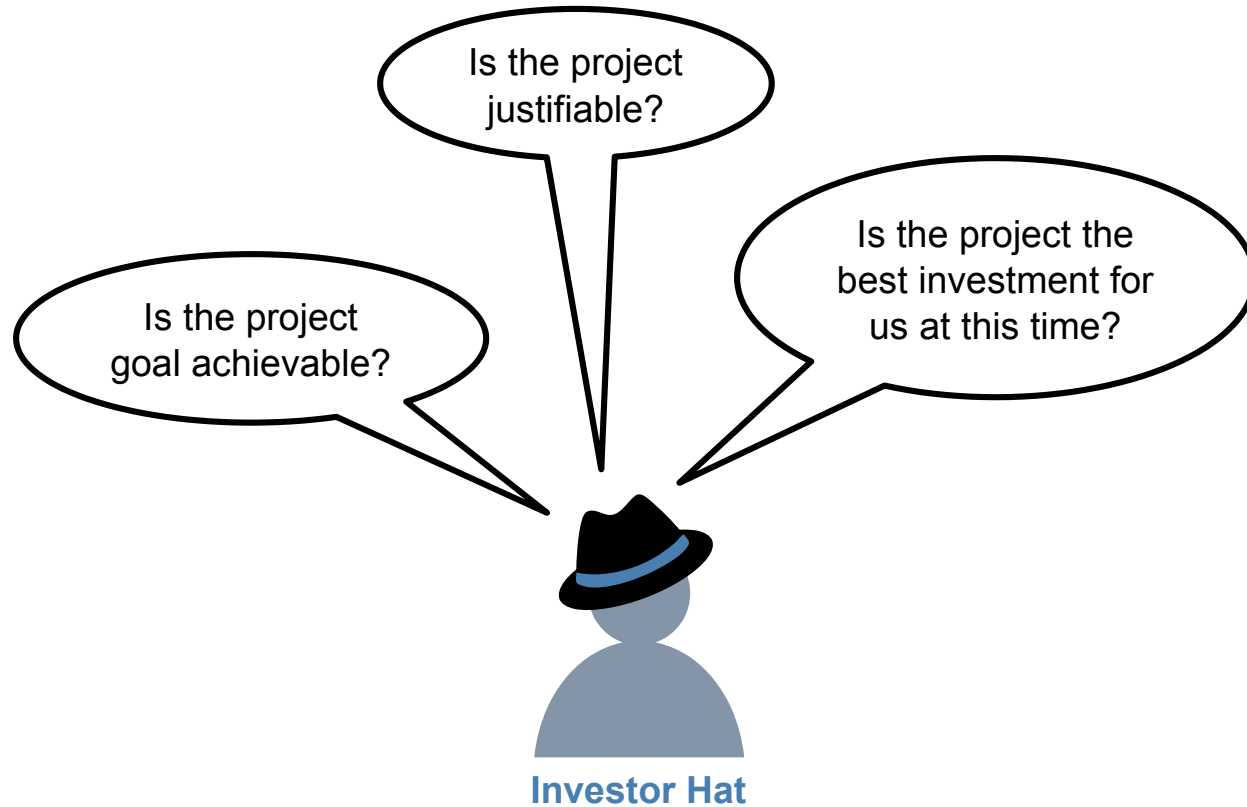 Is the project
justifiable?
Is the project the
best investment for
us at this time?
Is the project
goal achievable?
Investor Hat